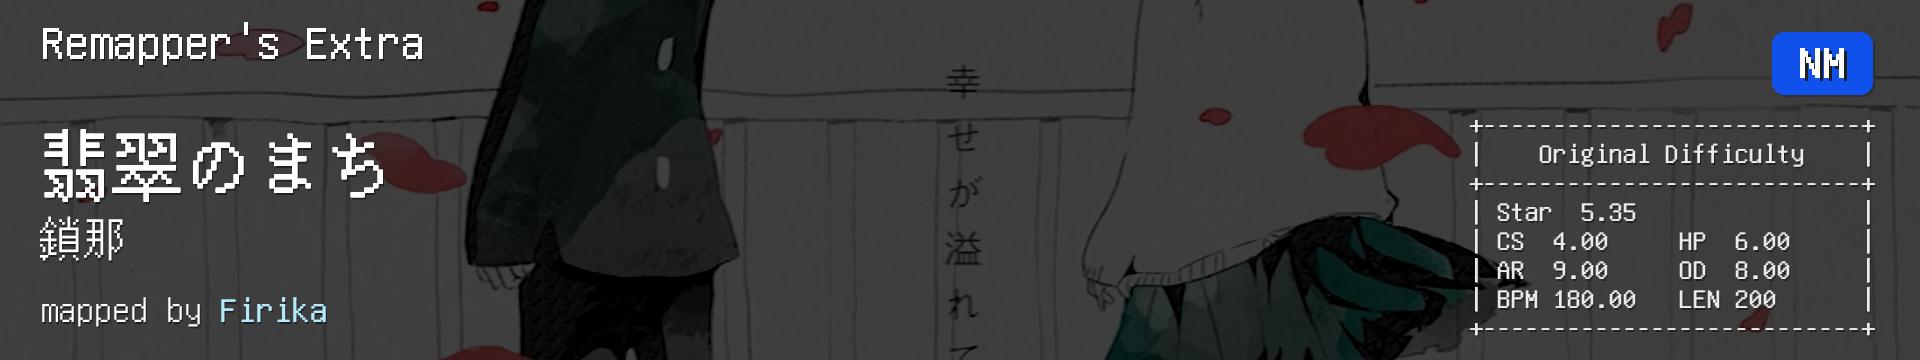 Remapper's Extra
NM
翡翠のまち
鎖那
mapped by Firika
幸せが溢れて
Original Difficulty
Star 5.35
CS 4.00 HP 6.00
AR 9.00 OD 8.00
BPM 180.00 LEN 200